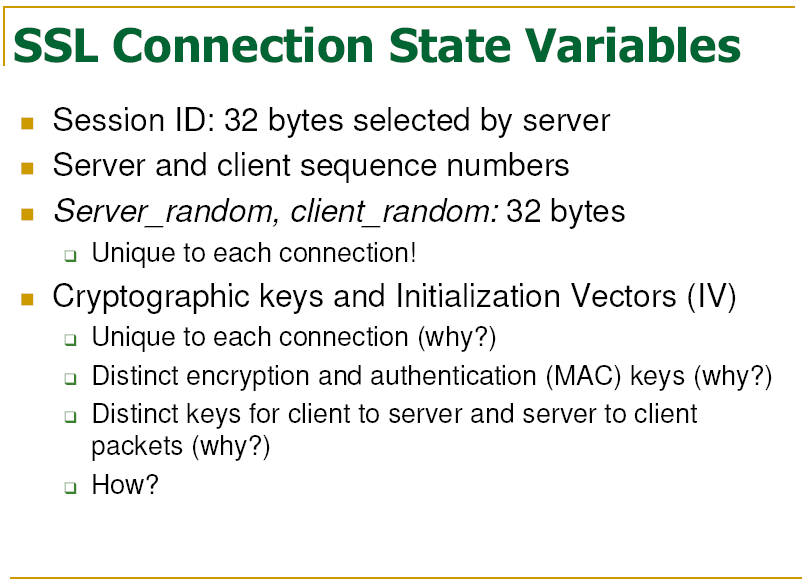 SSL Connection State Variables
Session ID: 32 bytes selected by server
Server and client sequence numbers
Server_random, client_random: 32 bytes
Unique to each connection!
Cryptographic keys and Initialization Vectors (IV)
Unique to each connection (why?)
Distinct encryption and authentication (MAC) keys (why?)
Distinct keys for client to server and server to client
packets (why?)
How?